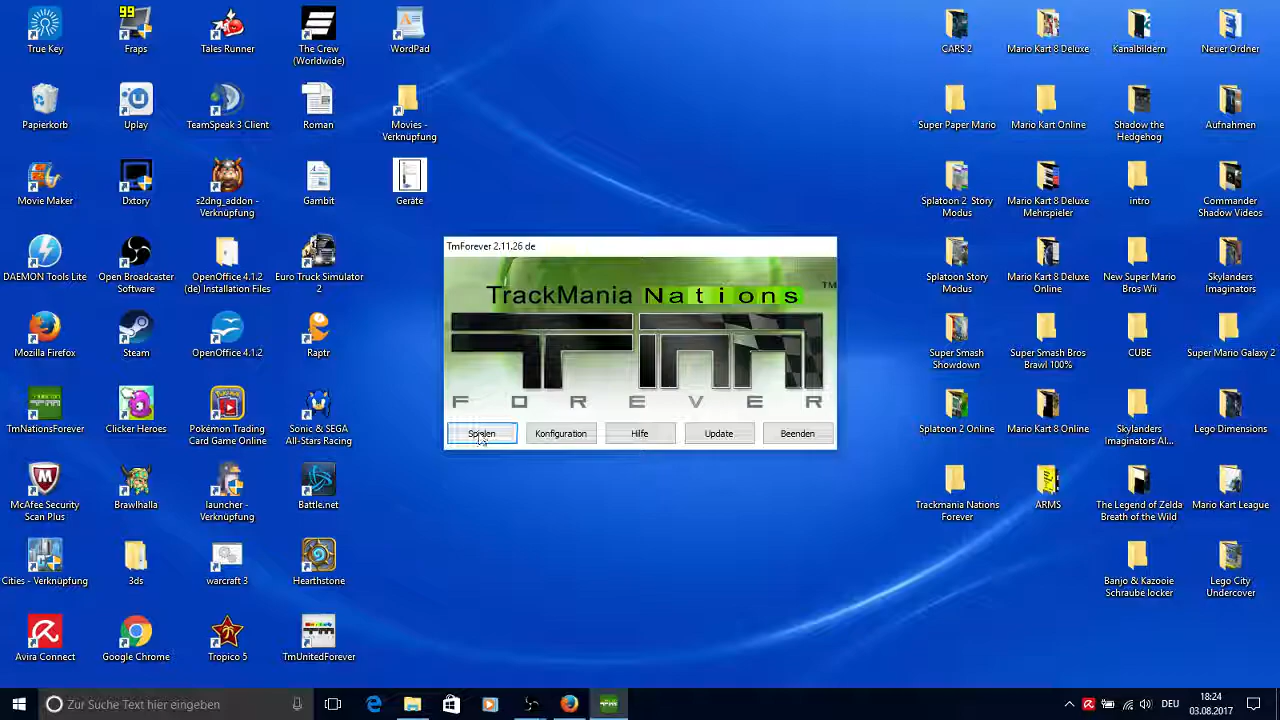 True Key
99
Fraps
Tales Runner
The Crew
(Worldwide)
WordPad
CARS 2
Mario Kart 8 Deluxe
Kanalbildern
Neuer Ordner
Papierkorb
Uplay
TeamSpeak 3 Client
Roman
Movies -
Verknüpfung
Super Paper Mario
Mario Kart Online
Shadow the
Hedgehog
Aufnahmen
Movie Maker
Dxtory
s2dng_addon -
Verknüpfung
Gambit
Geräte
Splatoon 2 Story
Modus
Mario Kart 8 Deluxe
Mehrspieler
intro
Commander
Shadow Videos
DAEMON Tools Lite
Open Broadcaster
Software
OpenOffice 4.1.2
(de) Installation Files
Euro Truck Simulator
2
Splatoon Story
Modus
Mario Kart 8 Deluxe
Online
New Super Mario
Bros Wii
Skylanders
Imaginators
TmForever 2.11.26 de
TrackMania Nations TM
FOREVER
Spielen
Konfiguration
Hilfe
Update
Beenden
Mozilla Firefox
Steam
OpenOffice 4.1.2
Raptr
Super Smash
Showdown
Super Smash Bros
Brawl 100%
CUBE
Super Mario Galaxy 2
TmNationsForever
Clicker Heroes
Pokémon Trading
Card Game Online
Sonic & SEGA
All-Stars Racing
Splatoon 2 Online
Mario Kart 8 Online
Skylanders
Imaginators Al...
Lego Dimensions
McAfee Security
Scan Plus
Brawlhalla
launcher -
Verknüpfung
Battle.net
Trackmania Nations
Forever
ARMS
The Legend of Zelda
Breath of the Wild
Mario Kart League
Cities - Verknüpfung
3ds
warcraft 3
Hearthstone
Banjo & Kazooie
Schraube locker
Lego City
Undercover
Avira Connect
Google Chrome
Tropico 5
TmUnitedForever
Zur Suche Text hier eingeben
DEU
18:24
03.08.2017